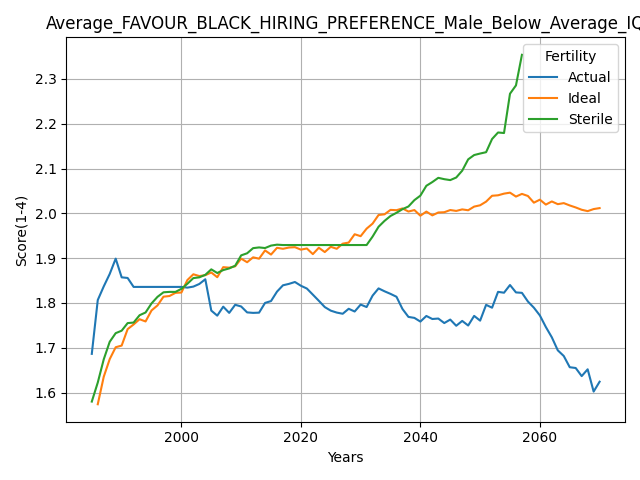 Average_FAVOUR_BLACK_HIRING_PREFERENCE_Male_Below_Average_IQ
Fertility
Actual
Ideal
Sterile
Score(1-4)
2.3
2.2
2.1
2.0
1.9
1.8
1.7
1.6
2000 2020 2040 2060
Years